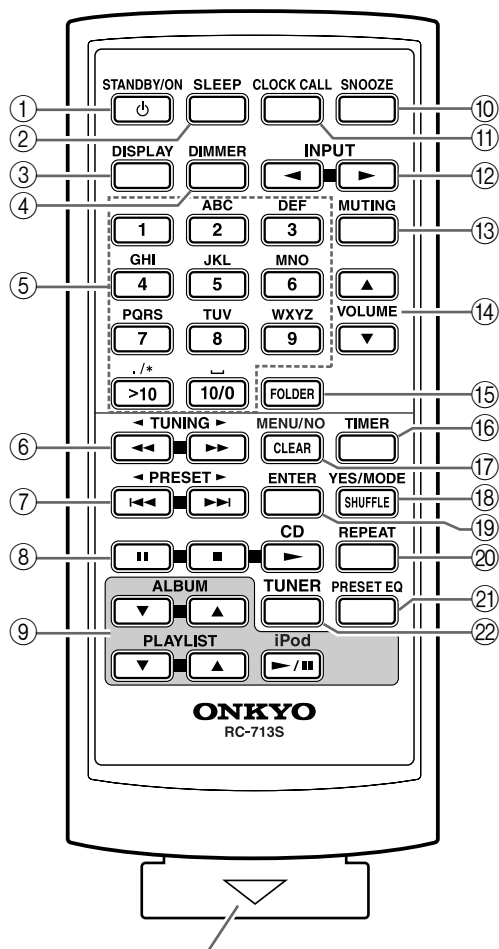 STANDBY/ON SLEEP CLOCK CALL SNOOZE
① ⑩
② ⑪
DISPLAY DIMMER INPUT
③ ◄ ► ⑫
④
ABC DEF MUTING
1 2 3 ⑬
GHI JKL MNO
⑤ 4 5 6 ▲
PQRS TUV WXYZ VOLUME ⑭
7 8 9 ▼
./* ⎵
>10 10/0 FOLDER ⑮
◄ TUNING ► MENU/NO TIMER ⑯
⑥ ◄◄ ►► CLEAR ⑰
◄ PRESET ► ENTER YES/MODE
⑦ I◄◄ ►►I SHUFFLE ⑱
⑲
CD REPEAT
⑧ ⑳
ALBUM TUNER PRESET EQ
⑨ ▼ ▲ ㉑
㉒
PLAYLIST iPod
▼ ▲ ►/II
ONKYO
RC-713S